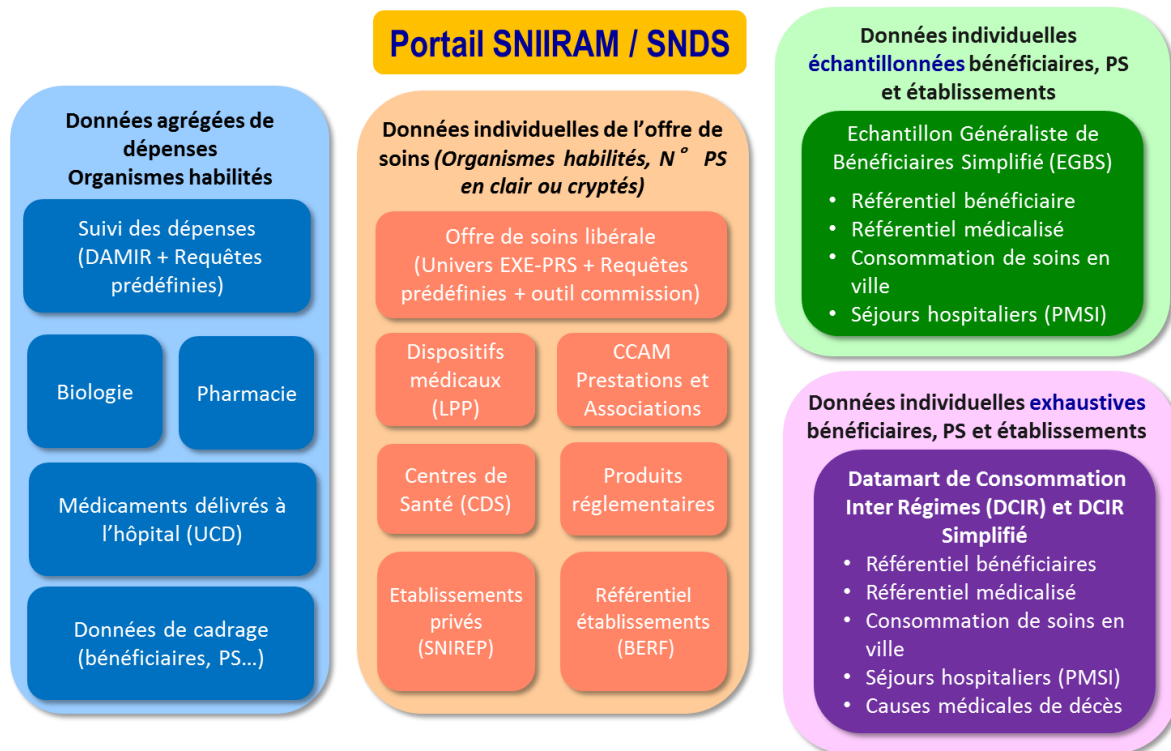 Portail SNIIRAM / SNDS
Données agrégées de
dépenses
Organismes habilités
Suivi des dépenses
(DAMIR + Requêtes
prédéfinies)
Biologie
Pharmacie
Médicaments délivrés à
l’hôpital (UCD)
Données de cadrage
(bénéficiaires, PS…)
Données individuelles de l’offre de
soins (Organismes habilités, N° PS
en clair ou cryptés)
Offre de soins libérale
(Univers EXE-PRS + Requêtes
prédéfinies + outil commission)
Dispositifs
médicaux
(LPP)
CCAM
Prestations et
Associations
Centres de
Santé (CDS)
Produits
réglementaires
Etablissements
privés
(SNIREP)
Référentiel
établissements
(BERF)
Données individuelles
échantillonnées bénéficiaires, PS
et établissements
Echantillon Généraliste de
Bénéficiaires Simplifié (EGBS)
• Référentiel bénéficiaire
• Référentiel médicalisé
• Consommation de soins en
ville
• Séjours hospitaliers (PMSI)
Données individuelles exhaustives
bénéficiaires, PS et établissements
Datamart de Consommation
Inter Régimes (DCIR) et DCIR
Simplifié
• Référentiel bénéficiaires
• Référentiel médicalisé
• Consommation de soins en
ville
• Séjours hospitaliers (PMSI)
• Causes médicales de décès